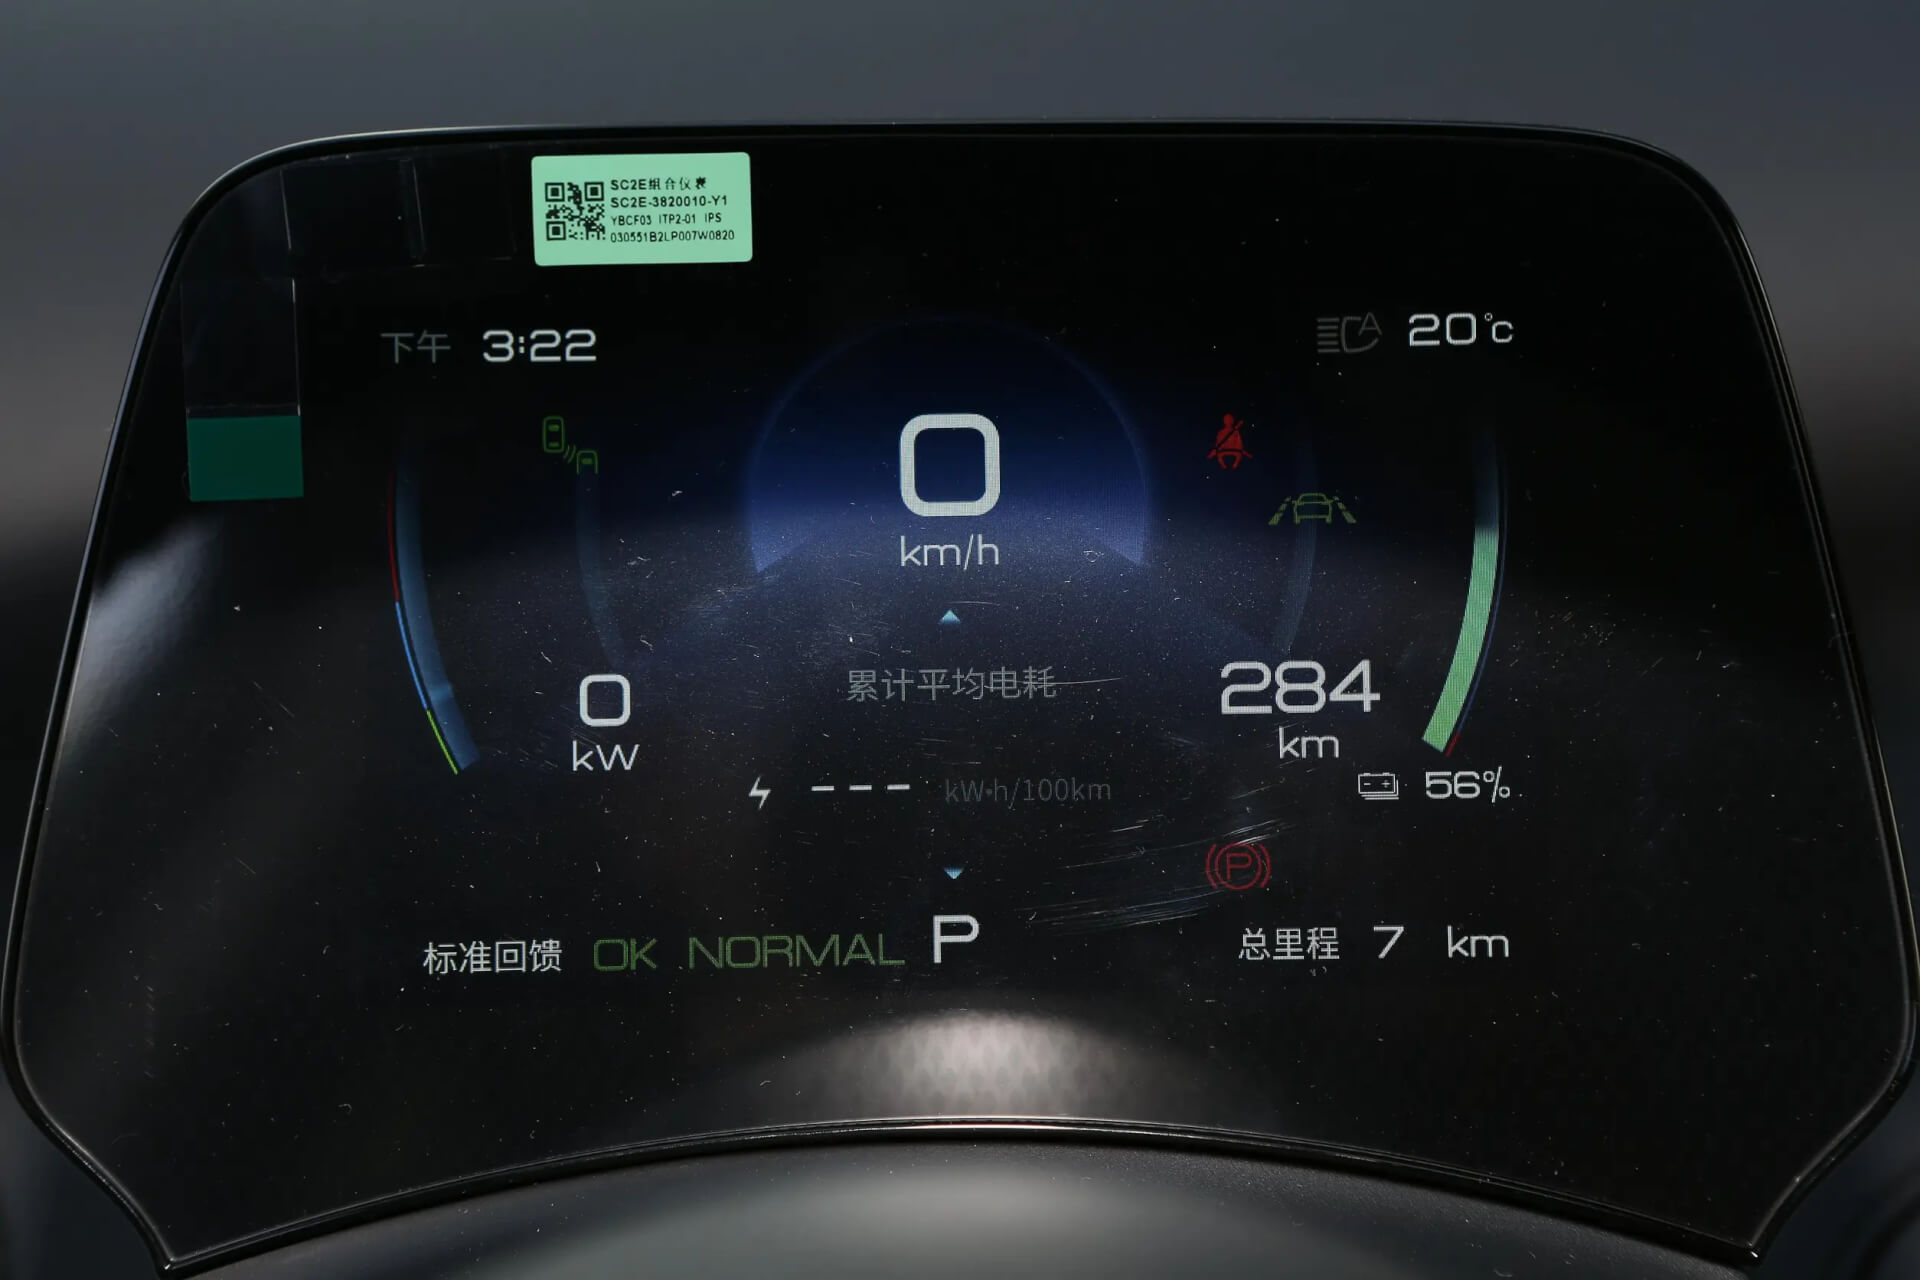 SC2E组合仪表
SC2E-3820010-Y1
YBCF03 ITP2-01 IPS
030551B2LP007W0820
下午 3:22
A 20℃
0
km/h
累计平均电耗
0
kW
284
km
--- kW·h/100km
56%
P
标准回馈 OK NORMAL P
总里程 7 km